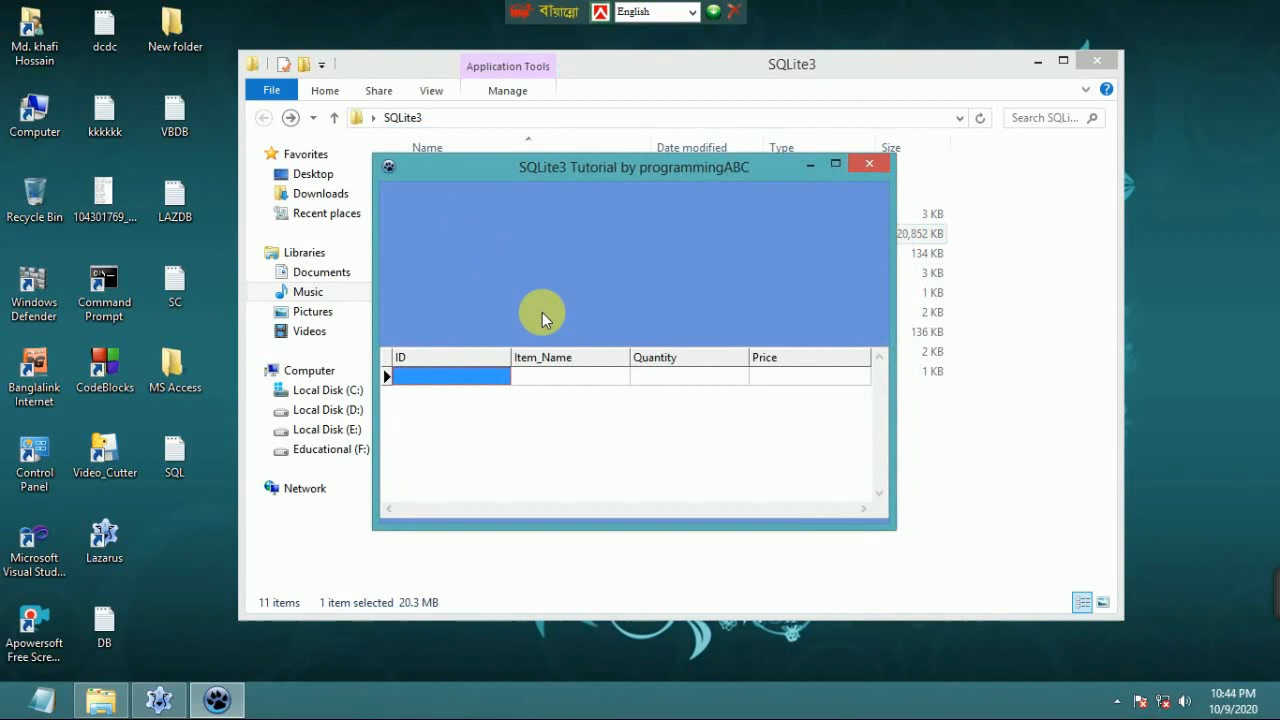 বায়ান্নো
English
Md. khafi
Hossain
dcdc
New folder
Computer
kkkkkk
VBDB
Recycle Bin
104301769_...
LAZDB
Windows
Defender
Command
Prompt
SC
Banglalink
Internet
CodeBlocks
MS Access
Control
Panel
Video_Cutter
SQL
Microsoft
Visual Stud...
Lazarus
Apowersoft
Free Scre...
DB
Application Tools
SQLite3
File
Home
Share
View
Manage
SQLite3
Search SQLi...
Name
Date modified
Type
Size
Favorites
Desktop
Downloads
Recent places
Libraries
Documents
Music
Pictures
Videos
Computer
Local Disk (C:)
Local Disk (D:)
Local Disk (E:)
Educational (F:)
Network
3 KB
20,852 KB
134 KB
3 KB
1 KB
2 KB
136 KB
2 KB
1 KB
SQLite3 Tutorial by programmingABC
ID
Item_Name
Quantity
Price
11 items
1 item selected 20.3 MB
10:44 PM
10/9/2020